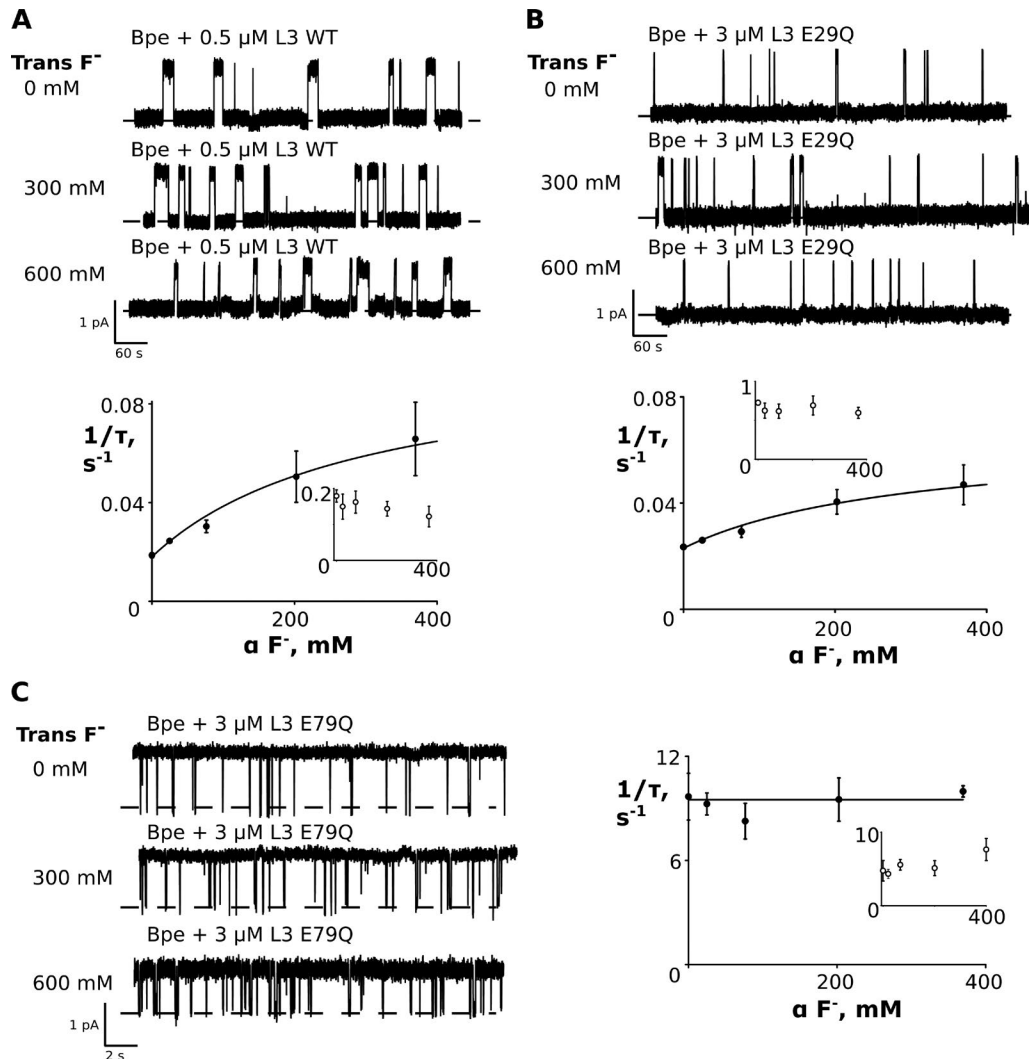 A
Bpe + 0.5 µM L3 WT
Trans F⁻
0 mM
Bpe + 0.5 µM L3 WT
300 mM
Bpe + 0.5 µM L3 WT
600 mM
1 pA
60 s
0.08
1/τ,
s⁻¹
0.04
0
0.2
0
400
200
400
α F⁻, mM
B
Bpe + 3 µM L3 E29Q
Trans F⁻
0 mM
Bpe + 3 µM L3 E29Q
300 mM
Bpe + 3 µM L3 E29Q
600 mM
1 pA
60 s
1
0
400
0.08
1/τ,
s⁻¹
0.04
0
200
400
α F⁻, mM
C
Bpe + 3 µM L3 E79Q
Trans F⁻
0 mM
Bpe + 3 µM L3 E79Q
300 mM
Bpe + 3 µM L3 E79Q
600 mM
1 pA
2 s
12
1/τ,
s⁻¹
6
0
10
0
400
200
400
α F⁻, mM